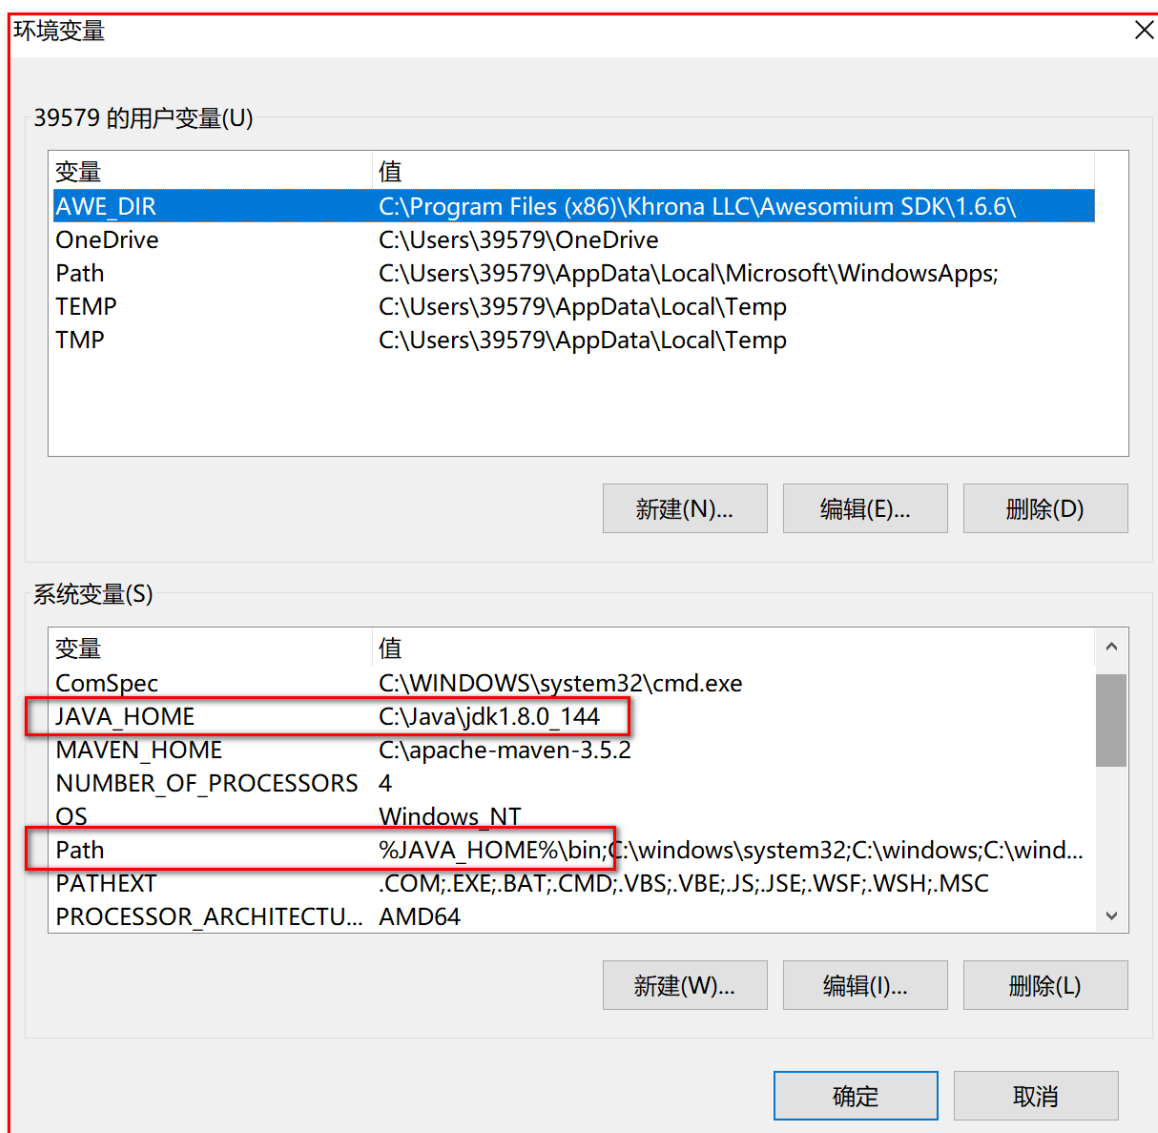 环境变量
39579 的用户变量(U)
变量 值
AWE_DIR C:\Program Files (x86)\Khrona LLC\Awesomium SDK\1.6.6\
OneDrive C:\Users\39579\OneDrive
Path C:\Users\39579\AppData\Local\Microsoft\WindowsApps;
TEMP C:\Users\39579\AppData\Local\Temp
TMP C:\Users\39579\AppData\Local\Temp
新建(N)... 编辑(E)... 删除(D)
系统变量(S)
变量 值
ComSpec C:\WINDOWS\system32\cmd.exe
JAVA_HOME C:\Java\jdk1.8.0_144
MAVEN_HOME C:\apache-maven-3.5.2
NUMBER_OF_PROCESSORS 4
OS Windows_NT
Path %JAVA_HOME%\bin;C:\windows\system32;C:\windows;C:\wind...
PATHEXT .COM;.EXE;.BAT;.CMD;.VBS;.VBE;.JS;.JSE;.WSF;.WSH;.MSC
PROCESSOR_ARCHITECTU... AMD64
新建(W)... 编辑(I)... 删除(L)
确定 取消